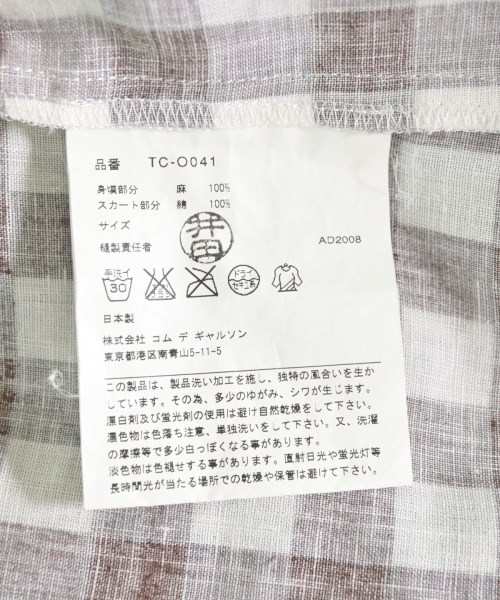 品番 TC-O041
身頃部分 麻 100%
スカート部分 綿 100%
サイズ
縫製責任者 井田
AD2008
手洗イ 30 ドライ セキユ系
日本製
株式会社 コム デ ギャルソン
東京都港区南青山5-11-5
この製品は、製品洗い加工を施し、独特の風合いを生か
しています。その為、多少のゆがみ、シワが生じます。
漂白剤及び蛍光剤の使用は避け自然乾燥をして下さい。
濃色物は色落ち注意、単独洗いをして下さい。又、洗濯
の摩擦等で多少白っぽくなる事があります。
淡色物は色褪せする事があります。直射日光や蛍光灯等
長時間光が当たる場所での乾燥や保管は避けて下さい。